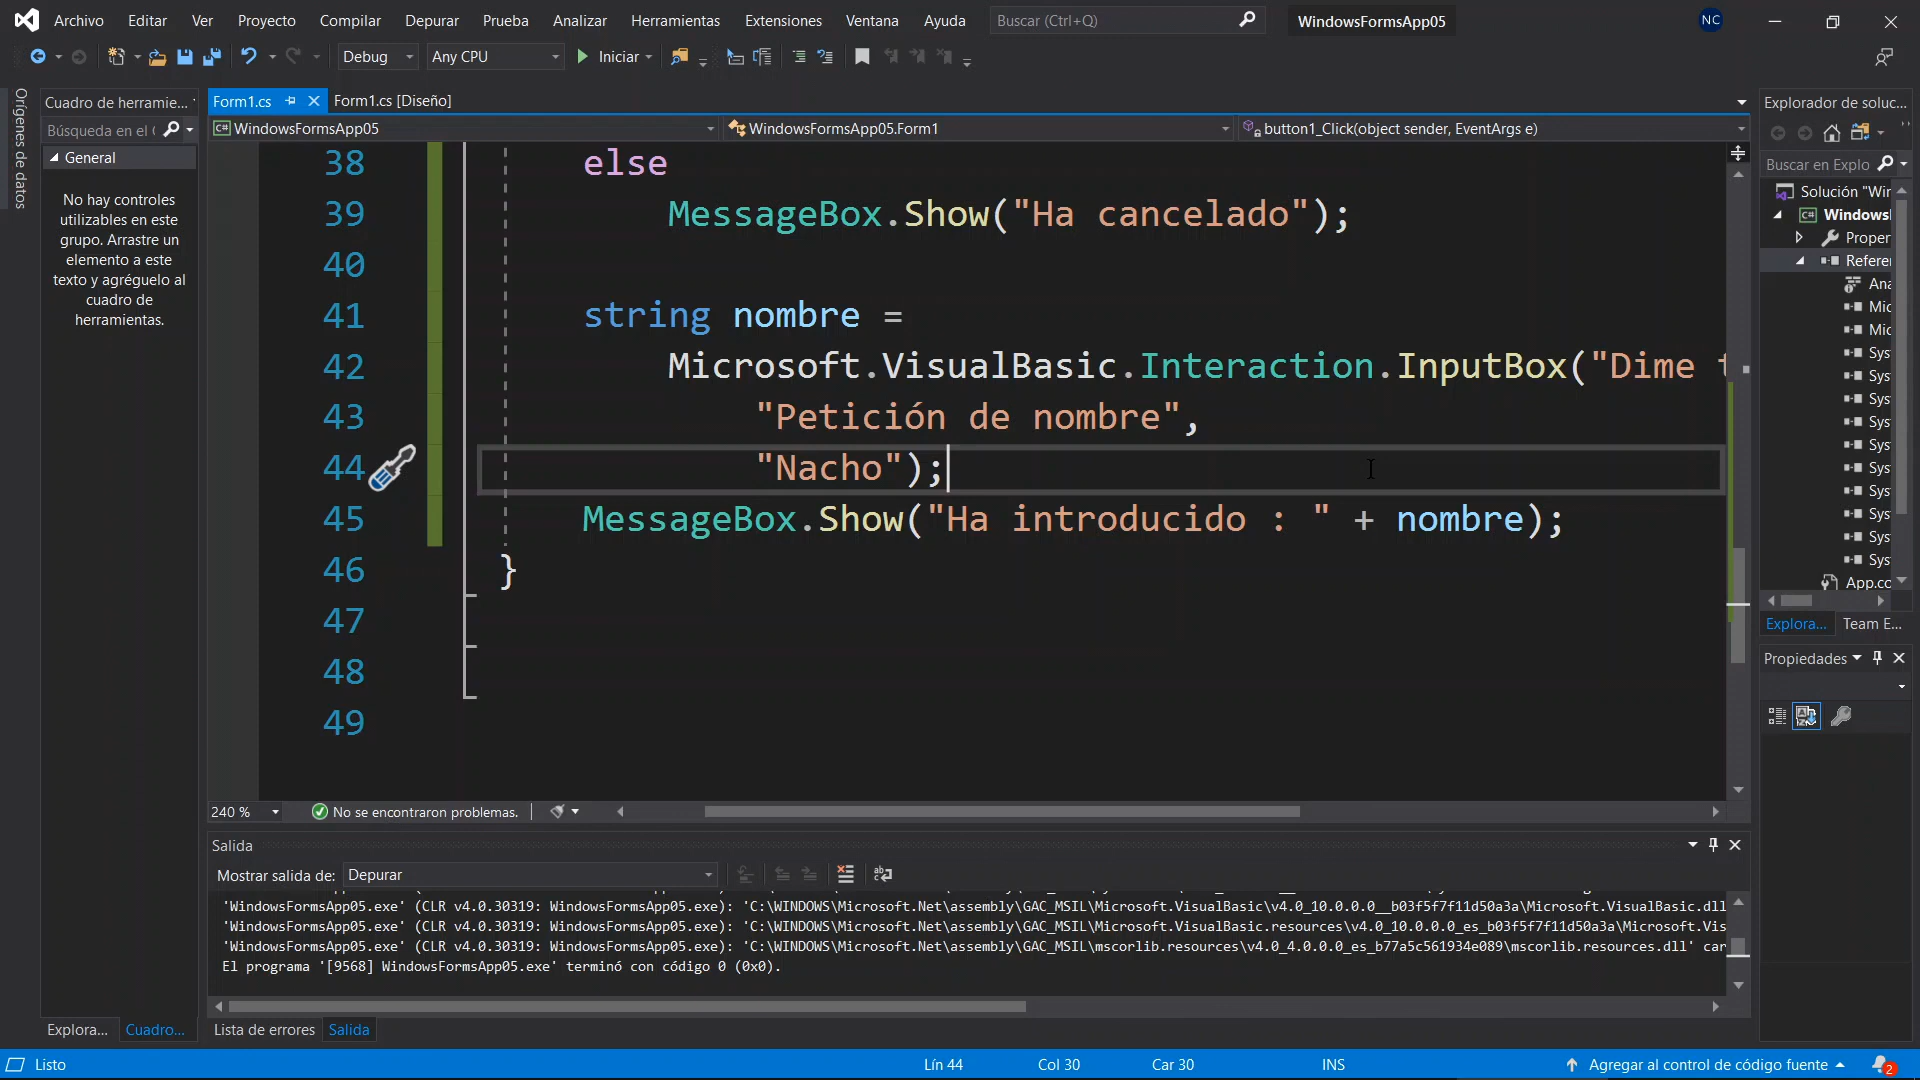 Archivo Editar Ver Proyecto Compilar Depurar Prueba Analizar Herramientas Extensiones Ventana Ayuda Buscar (Ctrl+Q) WindowsFormsApp05 NC
Debug Any CPU Iniciar
Orígenes de datos
Cuadro de herramie...
Búsqueda en el
General
No hay controles
utilizables en este
grupo. Arrastre un
elemento a este
texto y agréguelo al
cuadro de
herramientas.
Form1.cs Form1.cs [Diseño]
C# WindowsFormsApp05 WindowsFormsApp05.Form1 button1_Click(object sender, EventArgs e)
38 else
39 MessageBox.Show("Ha cancelado");
40
41 string nombre =
42 Microsoft.VisualBasic.Interaction.InputBox("Dime
43 "Petición de nombre",
44 "Nacho");
45 MessageBox.Show("Ha introducido : " + nombre);
46 }
47
48
49
240 % No se encontraron problemas.
Salida
Mostrar salida de: Depurar
'WindowsFormsApp05.exe' (CLR v4.0.30319: WindowsFormsApp05.exe): 'C:\WINDOWS\Microsoft.Net\assembly\GAC_MSIL\Microsoft.VisualBasic\v4.0_10.0.0.0__b03f5f7f11d50a3a\Microsoft.VisualBasic.dll
'WindowsFormsApp05.exe' (CLR v4.0.30319: WindowsFormsApp05.exe): 'C:\WINDOWS\Microsoft.Net\assembly\GAC_MSIL\Microsoft.VisualBasic.resources\v4.0_10.0.0.0_es_b03f5f7f11d50a3a\Microsoft.Vis
'WindowsFormsApp05.exe' (CLR v4.0.30319: WindowsFormsApp05.exe): 'C:\WINDOWS\Microsoft.Net\assembly\GAC_MSIL\mscorlib.resources\v4.0_4.0.0.0_es_b77a5c561934e089\mscorlib.resources.dll' car
El programa '[9568] WindowsFormsApp05.exe' terminó con código 0 (0x0).
Explora... Cuadro... Lista de errores Salida
Explorador de soluc...
Buscar en Explo
Solución "Wir
C# Windows
Proper
Referer
Ana
Mic
Mic
Sys
Sys
Sys
Sys
Sys
Sys
Sys
Sys
Sys
Sys
App.cc
Explora... Team E...
Propiedades
Listo Lín 44 Col 30 Car 30 INS Agregar al control de código fuente 2